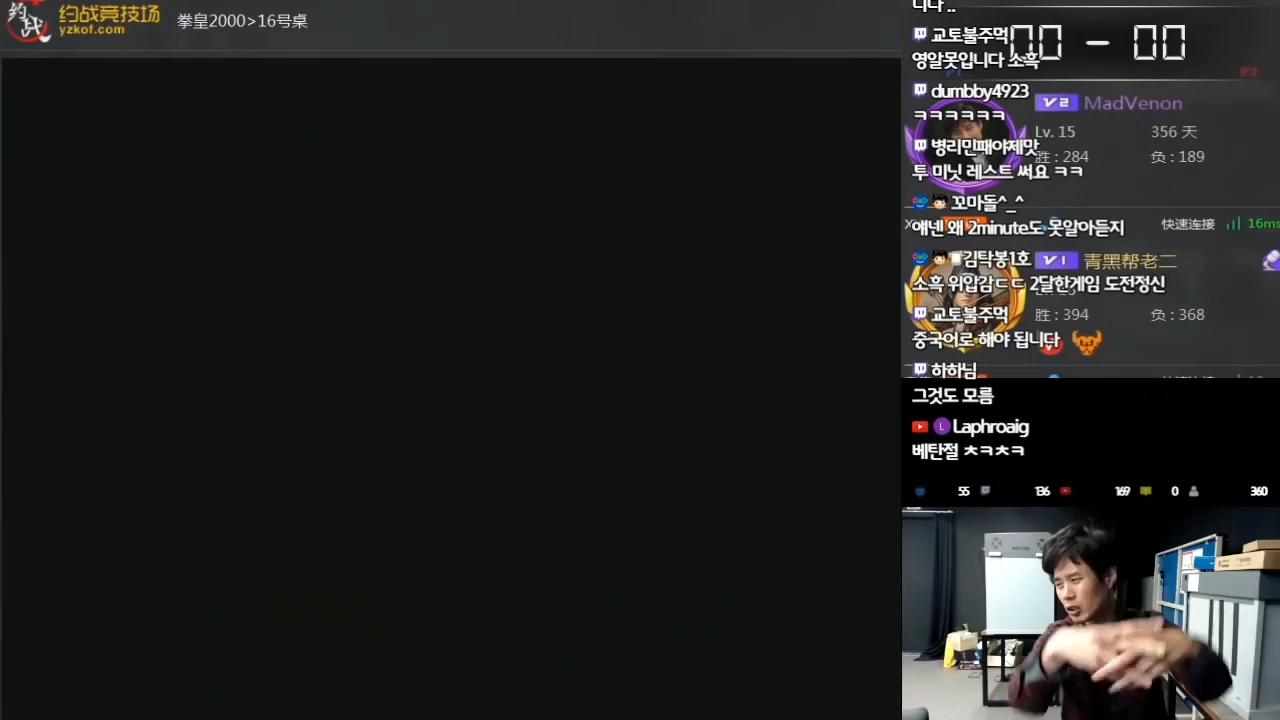 约战
约战竞技场
yzkof.com
拳皇2000>16号桌
니다..
교토불주먹
영알못입니다 소흑
00 - 00
P1
P2
dumbby4923
ㅋㅋㅋㅋㅋㅋ
V2 MadVenon
Lv. 15
356 天
병리민패야제맛
胜 : 284
负 : 189
투 미닛 레스트 써요 ㅋㅋ
꼬마돌^_^
얘넨 왜 2minute도 못알아듣지
快速连接
16ms
김탁봉1호
V1 青黑帮老二
소흑 위압감ㄷㄷ 2달한게임 도전정신
교토불주먹
胜 : 394
负 : 368
중국어로 해야 됩니다
하하님
그것도 모름
L Laphroaig
베탄절 ㅊㅋㅊㅋ
55
136
169
0
360